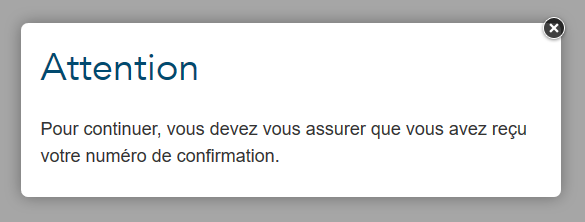 Attention
Pour continuer, vous devez vous assurer que vous avez reçu
votre numéro de confirmation.